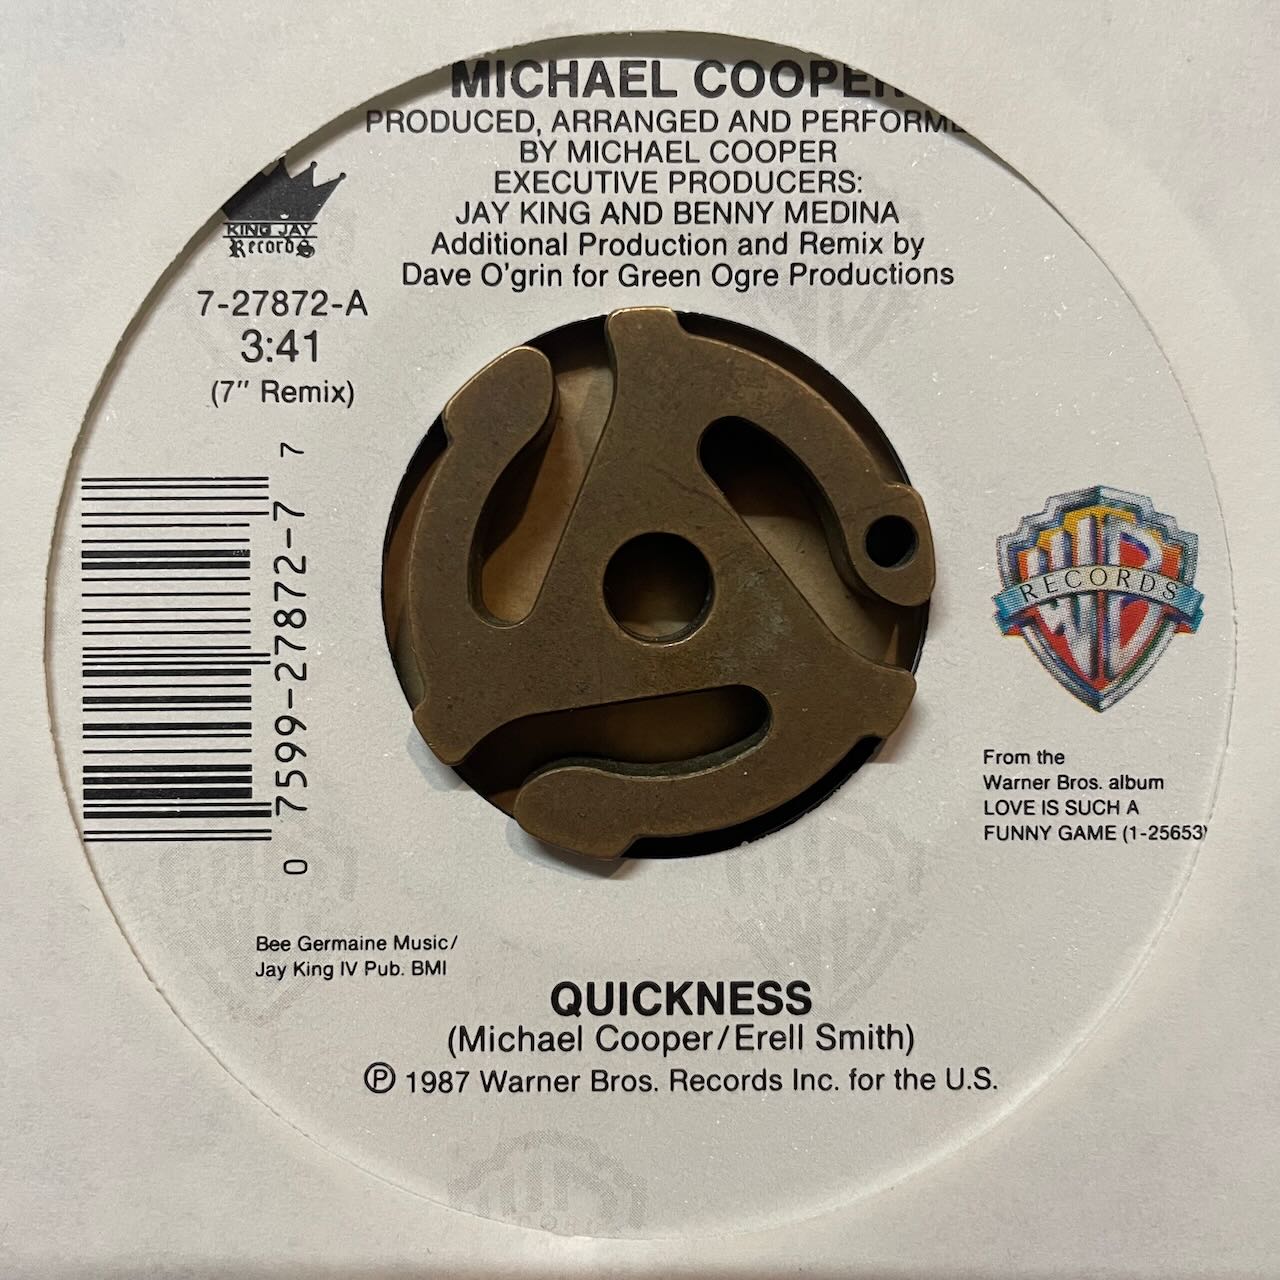 MICHAEL COOPER
PRODUCED, ARRANGED AND PERFORME
BY MICHAEL COOPER
EXECUTIVE PRODUCERS:
JAY KING AND BENNY MEDINA
Additional Production and Remix by
Dave O'grin for Green Ogre Productions
KING JAY
Records
7-27872-A
3:41
(7" Remix)
0 7599-27872-7 7
WB
RECORDS
From the
Warner Bros. album
LOVE IS SUCH A
FUNNY GAME (1-25653)
Bee Germaine Music/
Jay King IV Pub. BMI
QUICKNESS
(Michael Cooper/Erell Smith)
℗ 1987 Warner Bros. Records Inc. for the U.S.